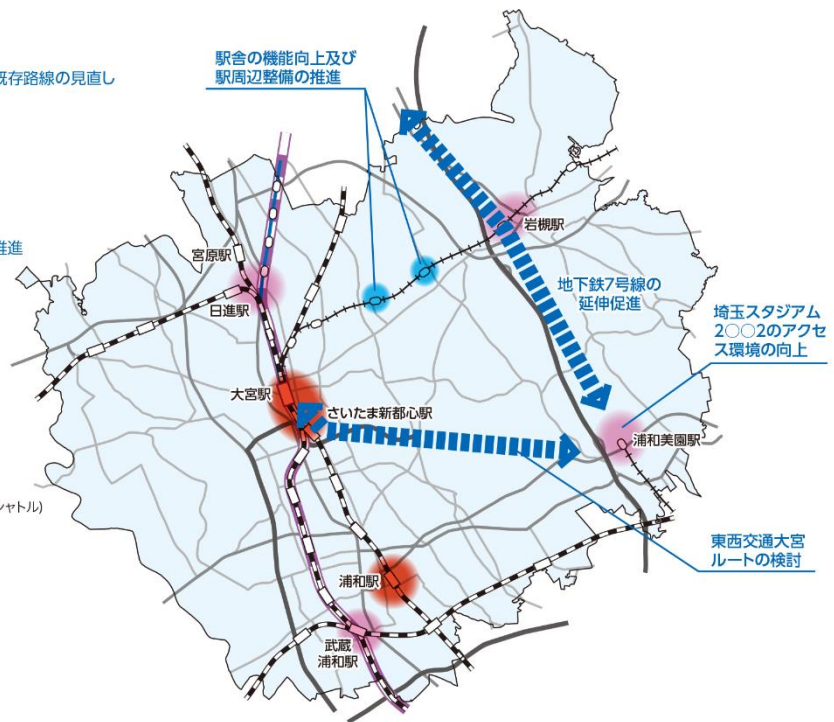 既存路線の見直し
駅舎の機能向上及び
駅周辺整備の推進
推進
宮原駅
日進駅
岩槻駅
地下鉄7号線の
延伸促進
埼玉スタジアム
2○○2のアクセ
ス環境の向上
大宮駅
さいたま新都心駅
浦和美園駅
シャトル)
東西交通大宮
ルートの検討
浦和駅
武蔵
浦和駅